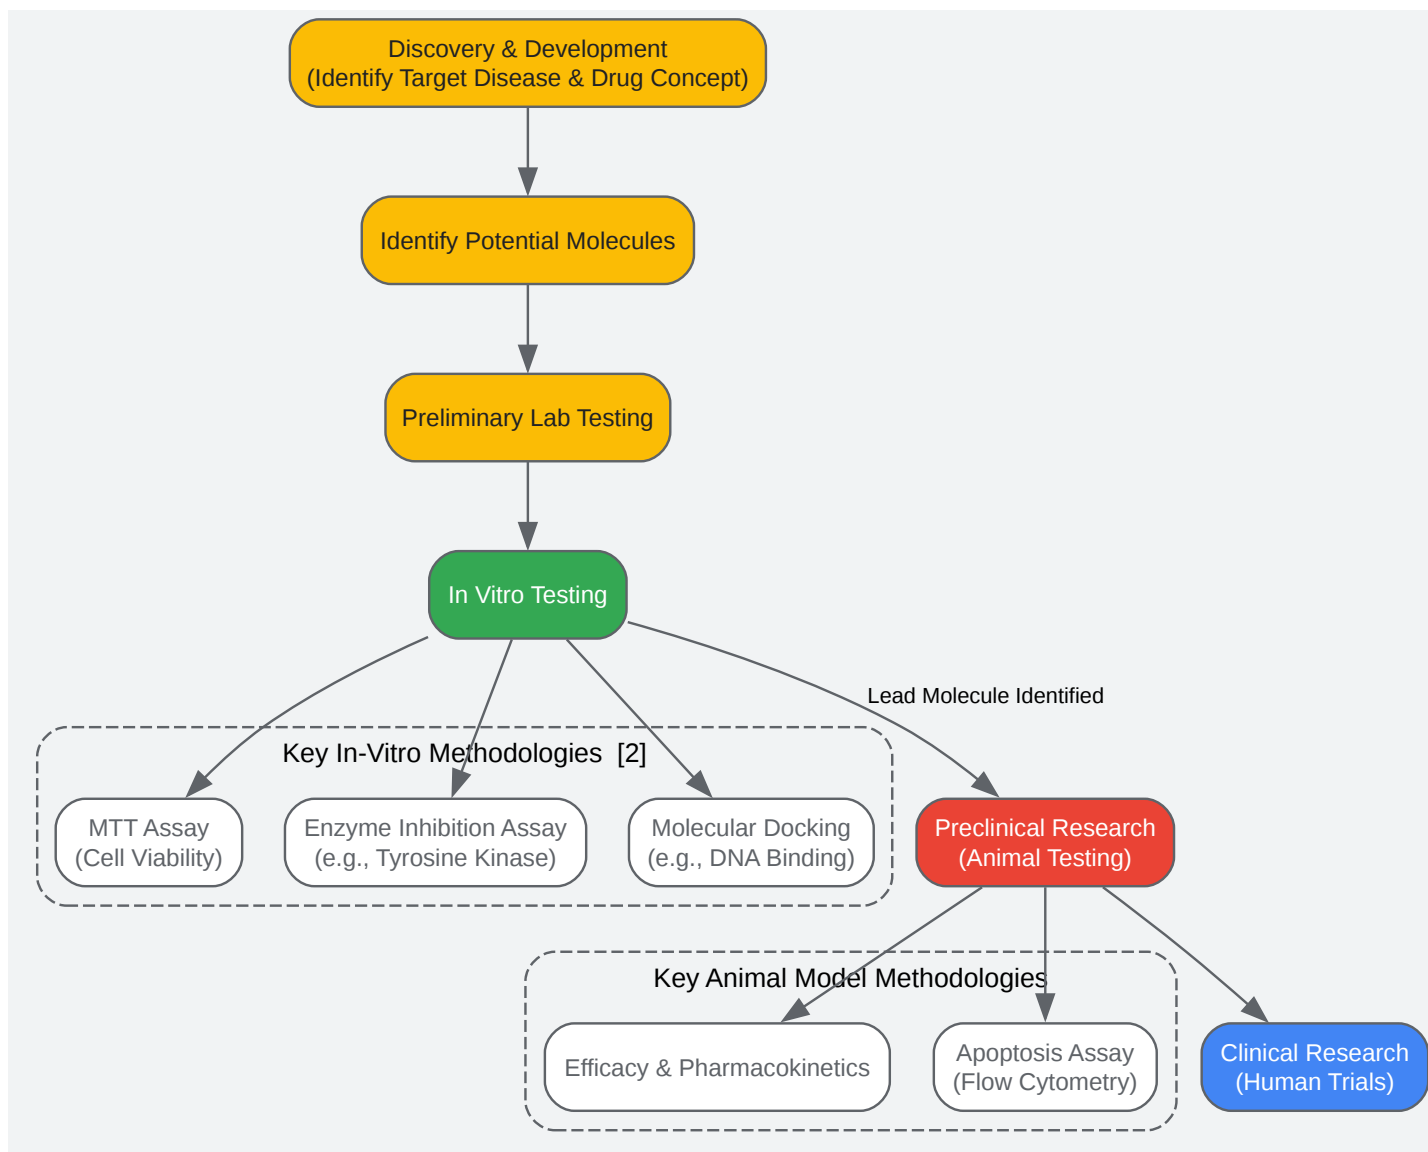 Discovery & Development
(Identify Target Disease & Drug Concept)
Identify Potential Molecules
Preliminary Lab Testing
In Vitro Testing
Lead Molecule Identified
Key In-Vitro Methodologies  [2]
MTT Assay
(Cell Viability)
Enzyme Inhibition Assay
(e.g., Tyrosine Kinase)
Molecular Docking
(e.g., DNA Binding)
Preclinical Research
(Animal Testing)
Key Animal Model Methodologies
Efficacy & Pharmacokinetics
Apoptosis Assay
(Flow Cytometry)
Clinical Research
(Human Trials)